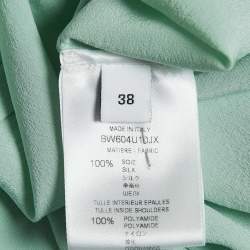 38
MADE IN ITALY
BW604U10JX
MATIERE - FABRIC
100% SOIE
SILK
シルク
TULLE INTERIEUR EPAULES
TULLE INSIDE SHOULDERS
100% POLYAMIDE
POLYAMIDE
ナイロン